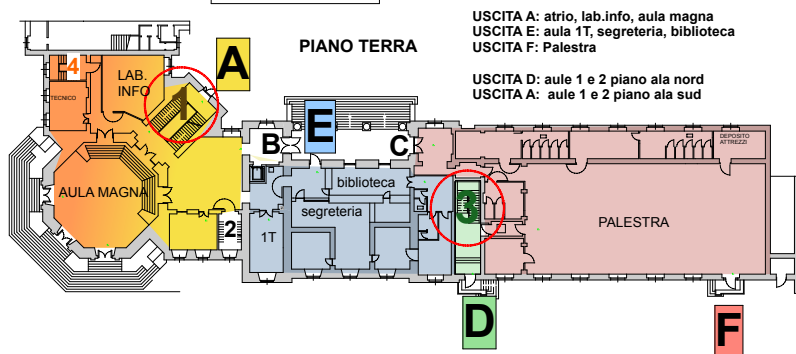 USCITA A: atrio, lab.info, aula magna
USCITA E: aula 1T, segreteria, biblioteca
USCITA F: Palestra
USCITA D: aule 1 e 2 piano ala nord
USCITA A: aule 1 e 2 piano ala sud
PIANO TERRA
A
4
LAB.
INFO
1
TECNICO
E
B
C
DEPOSITO
ATTREZZI
AULA MAGNA
biblioteca
segreteria
3
2
1T
PALESTRA
D
F